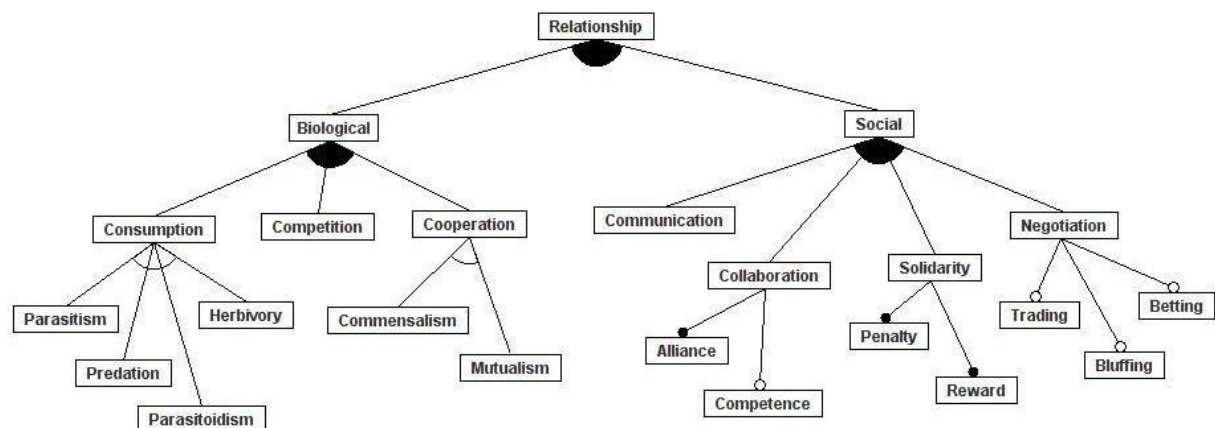 Relationship
Biological
Social
Consumption
Competition
Cooperation
Communication
Negotiation
Collaboration
Solidarity
Parasitism
Herbivory
Commensalism
Trading
Betting
Alliance
Penalty
Predation
Mutualism
Bluffing
Parasitoidism
Competence
Reward